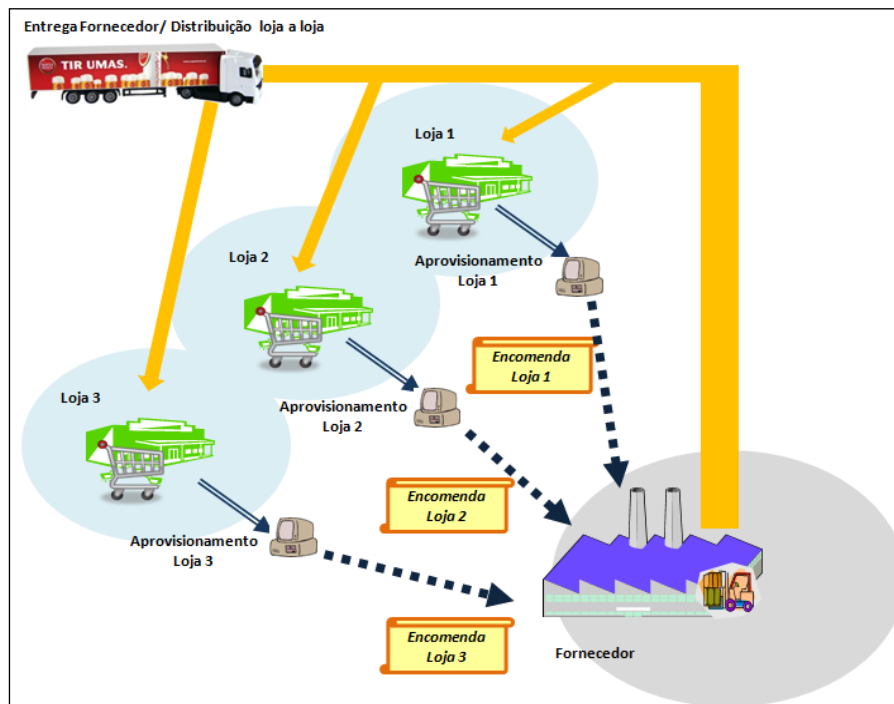 Entrega Fornecedor/ Distribuição loja a loja
TIR UMAS.
Loja 1
Aprovisionamento
Loja 1
Loja 2
Encomenda
Loja 1
Loja 3
Aprovisionamento
Loja 2
Encomenda
Loja 2
Aprovisionamento
Loja 3
Encomenda
Loja 3
Fornecedor